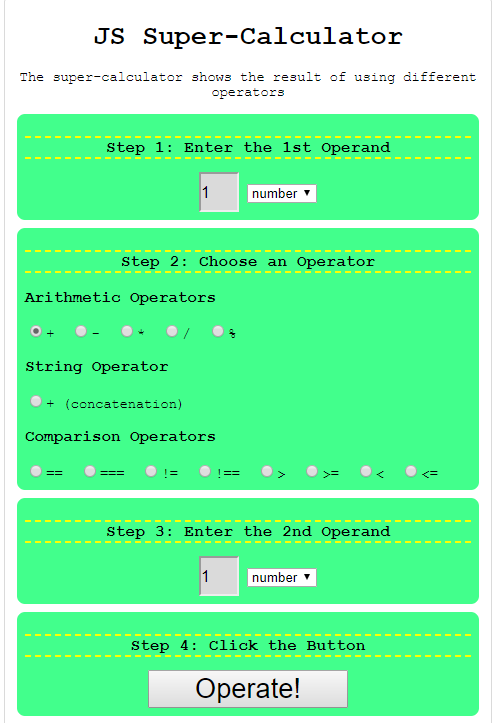 JS Super-Calculator
The super-calculator shows the result of using different
operators
Step 1: Enter the 1st Operand
1 number
Step 2: Choose an Operator
Arithmetic Operators
+ - * / %
String Operator
+ (concatenation)
Comparison Operators
== === != !== > >= < <=
Step 3: Enter the 2nd Operand
1 number
Step 4: Click the Button
Operate!